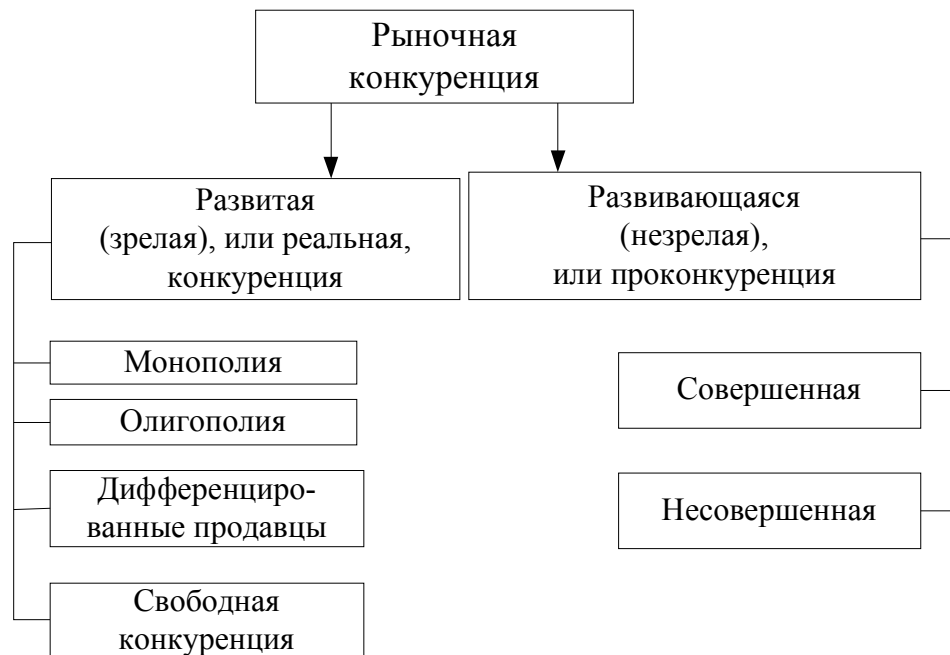 Рыночная
конкуренция
Развитая
(зрелая), или реальная,
конкуренция
Развивающаяся
(незрелая),
или проконкуренция
Монополия
Олигополия
Дифференциро-
ванные продавцы
Свободная
конкуренция
Совершенная
Несовершенная